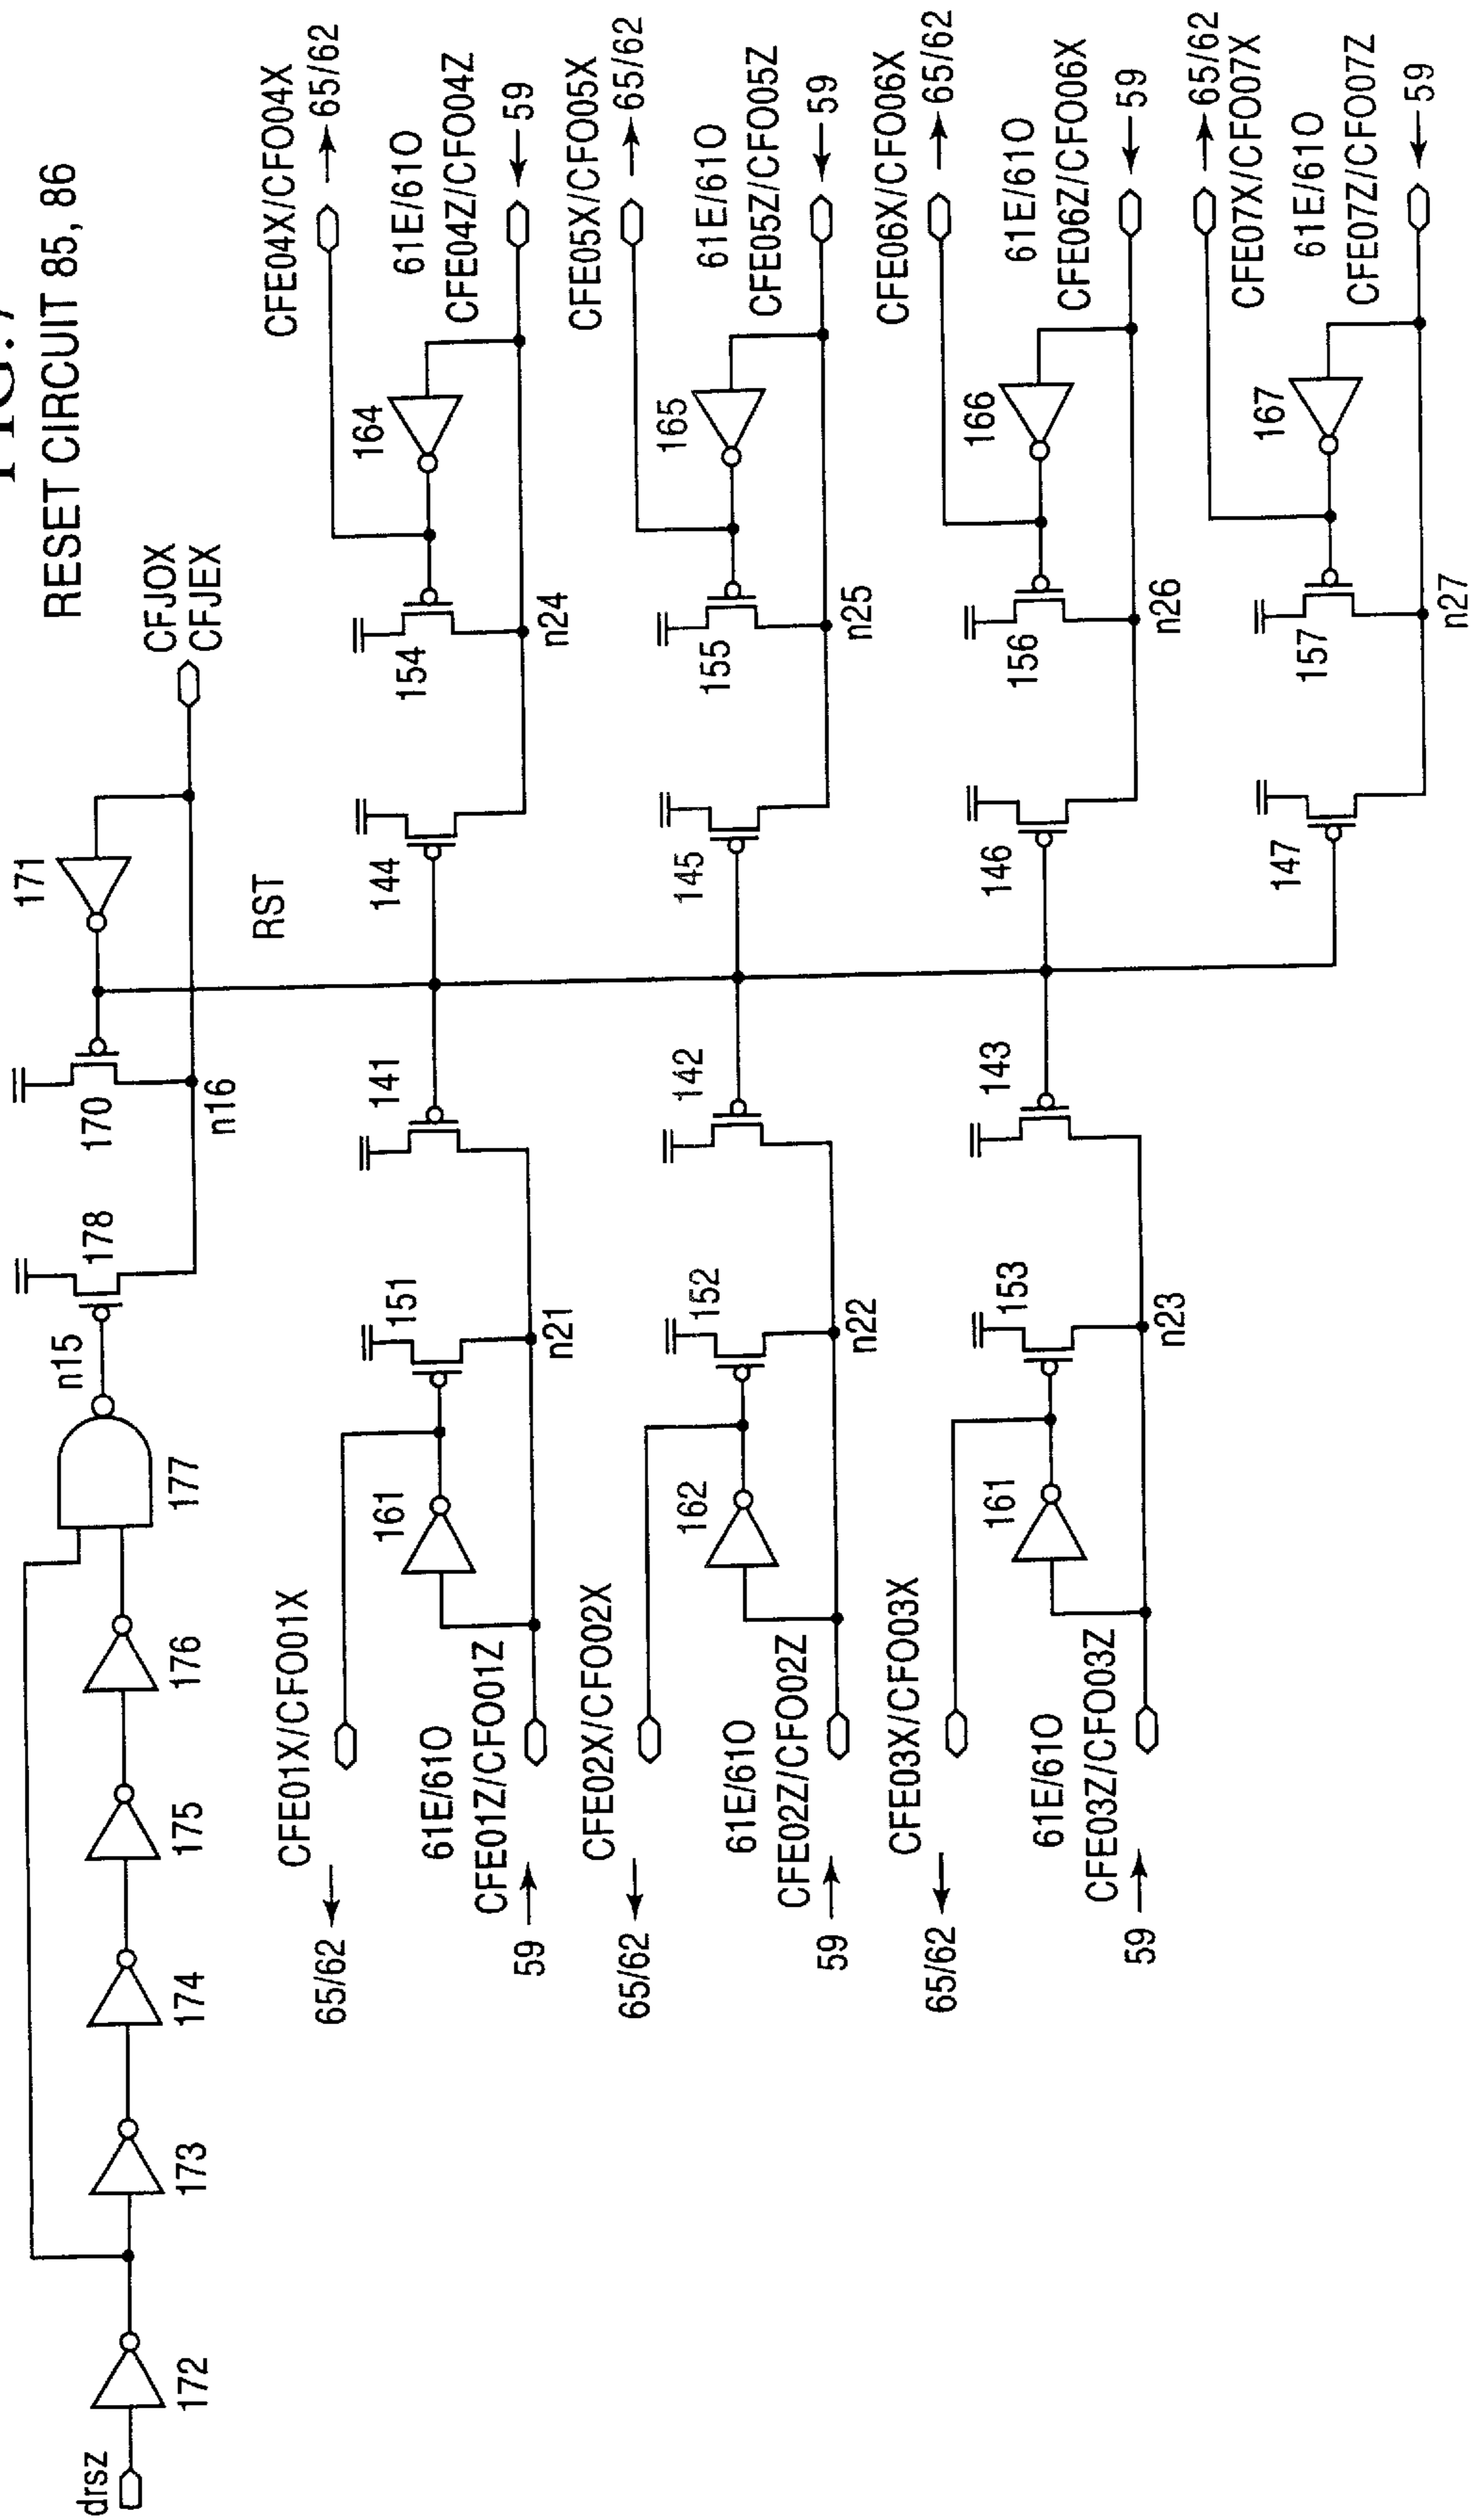 FIG. 7
RESET CIRCUIT 85, 86
drsz
172
173
174
175
176
177
n15
178
170
n16
171
CFJOX
CFJEX
RST
CFE01X/CFO01X
65/62
161
151
141
61E/61O
CFE01Z/CFO01Z
59
n21
144
154
164
CFE04X/CFO04X
65/62
61E/61O
CFE04Z/CFO04Z
59
n24
CFE02X/CFO02X
65/62
162
152
142
61E/61O
CFE02Z/CFO02Z
59
n22
145
155
165
CFE05X/CFO005X
65/62
61E/61O
CFE05Z/CFO005Z
59
n25
CFE03X/CFO03X
65/62
161
153
143
61E/61O
CFE03Z/CFO03Z
59
n23
146
156
166
CFE06X/CFO06X
65/62
61E/61O
CFE06Z/CFO006X
59
n26
147
157
167
65/62
CFE07X/CFO07X
61E/61O
CFE07Z/CFO07Z
59
n27